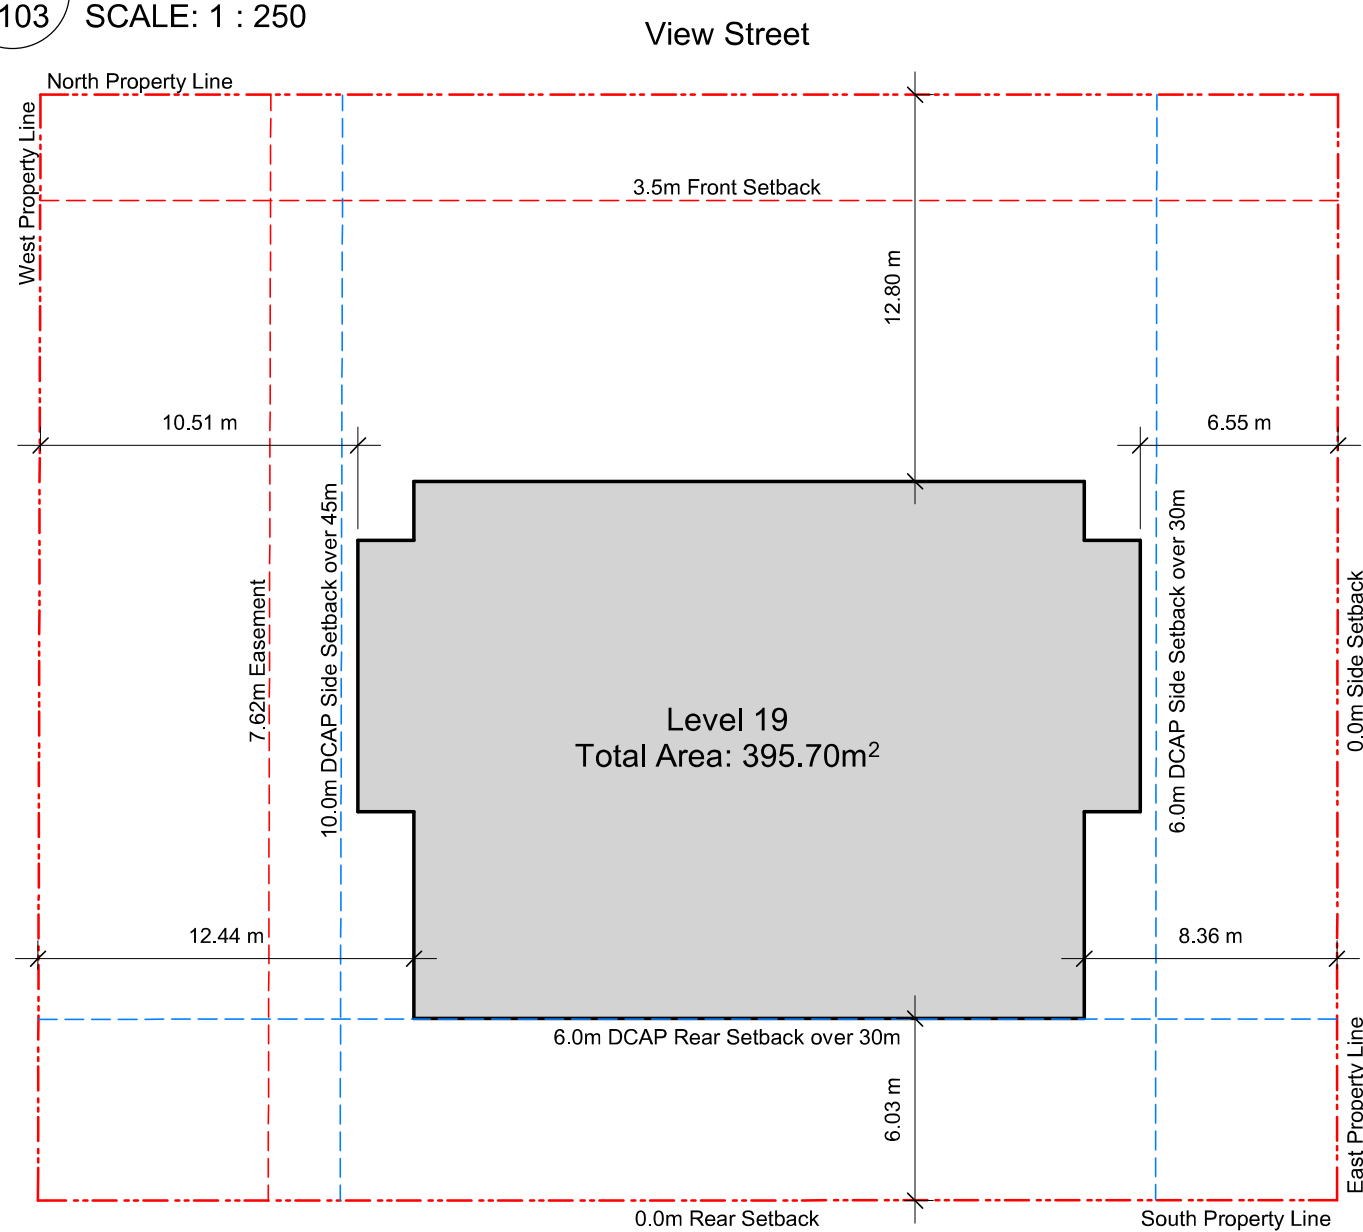 103 SCALE: 1 : 250
View Street
North Property Line
West Property Line
3.5m Front Setback
12.80 m
10.51 m
6.55 m
10.0m DCAP Side Setback over 45m
6.0m DCAP Side Setback over 30m
7.62m Easement
0.0m Side Setback
Level 19
Total Area: 395.70m²
12.44 m
8.36 m
6.0m DCAP Rear Setback over 30m
6.03 m
East Property Line
0.0m Rear Setback
South Property Line